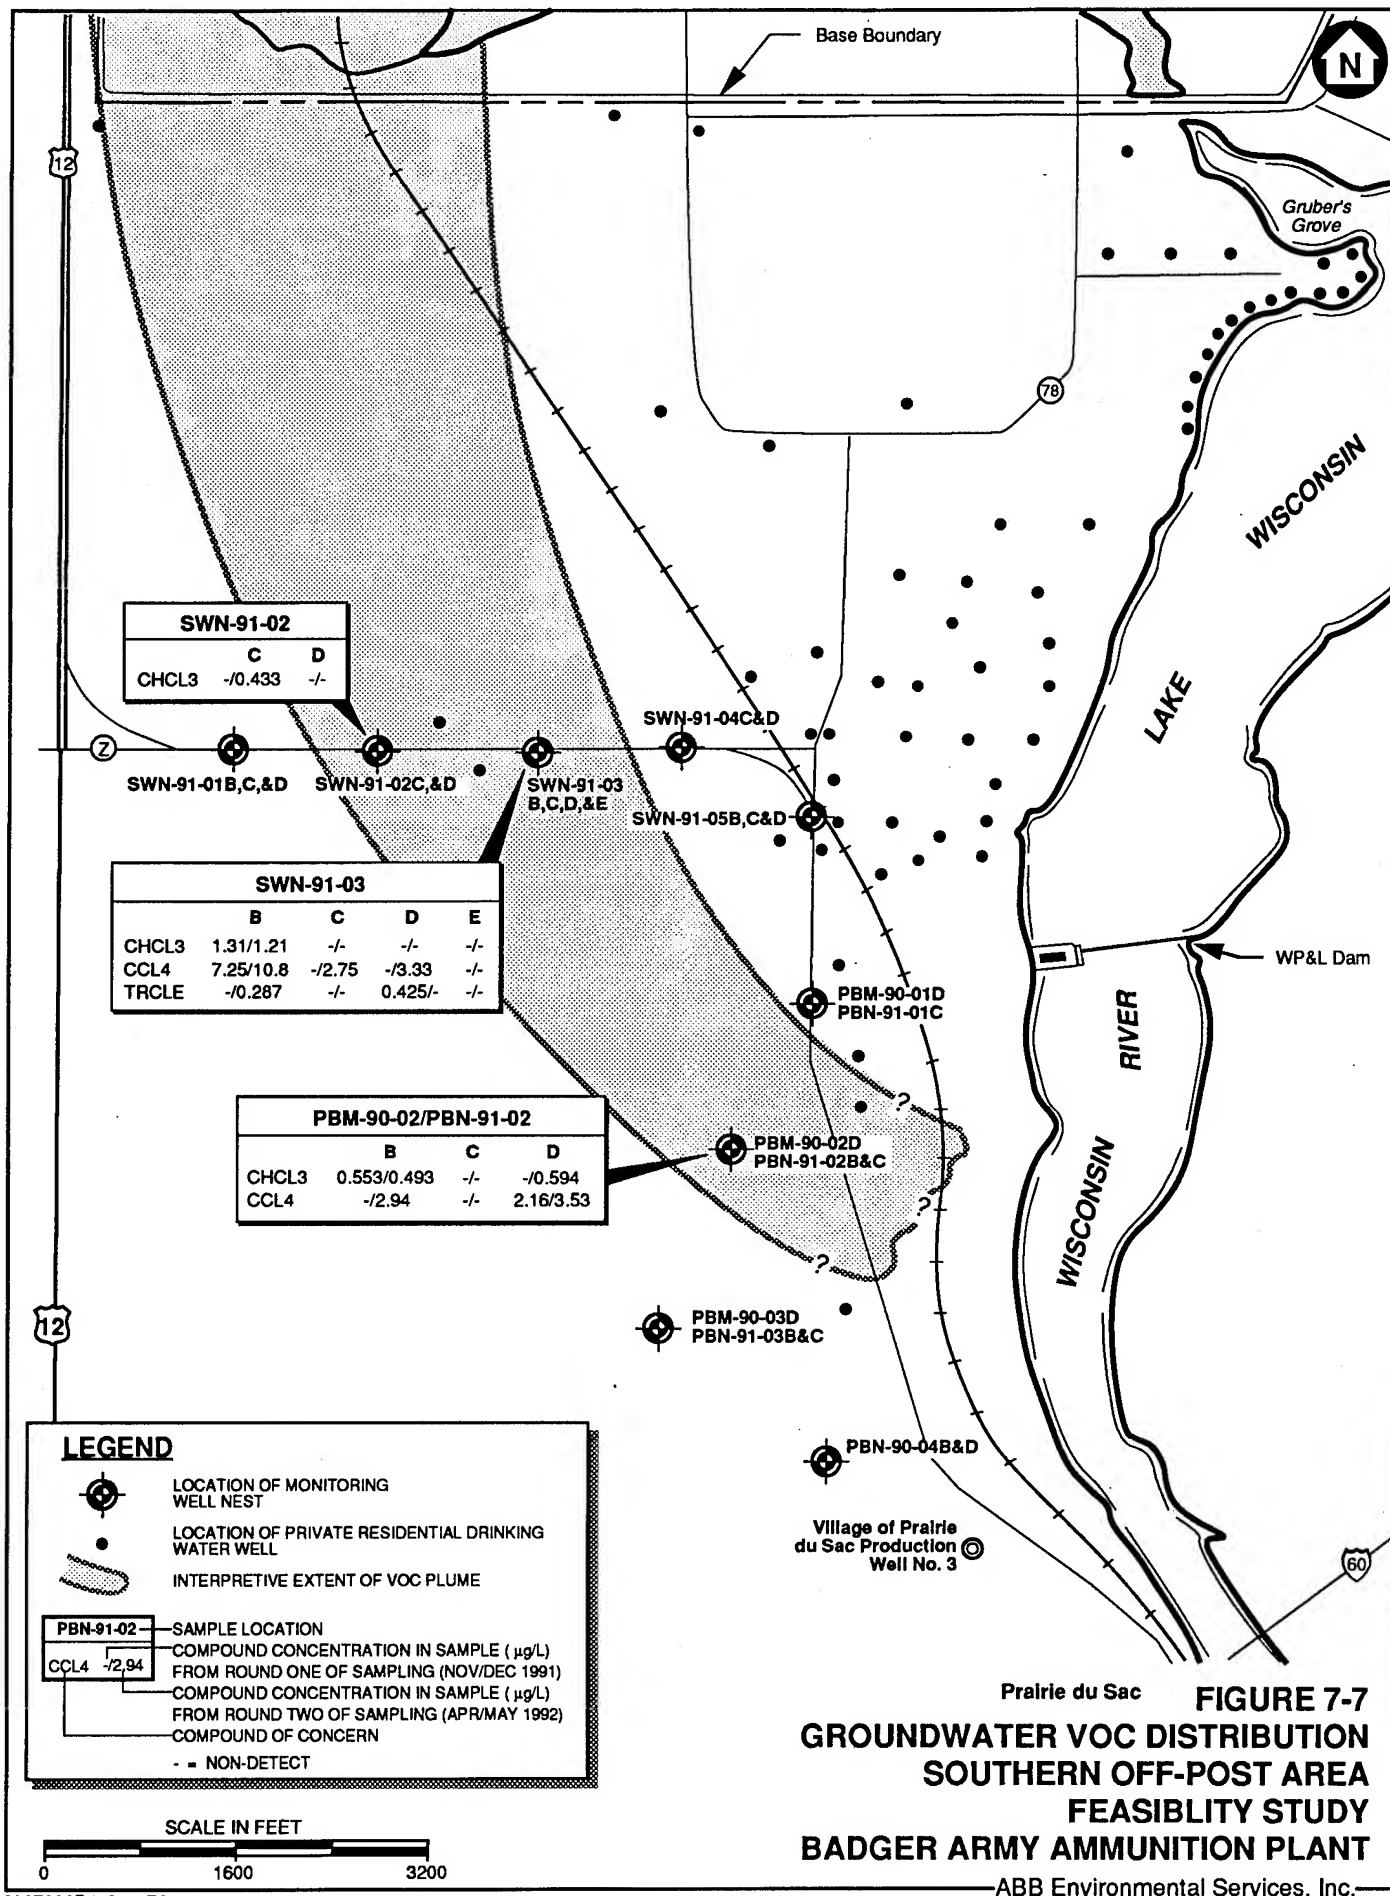 Base Boundary
N
12
Gruber's
Grove
78
WISCONSIN
LAKE
SWN-91-02
C D
CHCL3 -/0.433 -/-
SWN-91-04C&D
Z
SWN-91-01B,C,&D
SWN-91-02C,&D
SWN-91-03
B,C,D,&E
SWN-91-05B,C&D
SWN-91-03
B C D E
CHCL3 1.31/1.21 -/- -/- -/-
CCL4 7.25/10.8 -/2.75 -/3.33 -/-
TRCLE -/0.287 -/- 0.425/- -/-
WP&L Dam
PBM-90-01D
PBN-91-01C
RIVER
WISCONSIN
?
PBM-90-02/PBN-91-02
B C D
CHCL3 0.553/0.493 -/- -/0.594
CCL4 -/2.94 -/- 2.16/3.53
PBM-90-02D
PBN-91-02B&C
?
?
12
PBM-90-03D
PBN-91-03B&C
PBN-90-04B&D
Village of Prairie
du Sac Production
Well No. 3
60
LEGEND
LOCATION OF MONITORING
WELL NEST
LOCATION OF PRIVATE RESIDENTIAL DRINKING
WATER WELL
INTERPRETIVE EXTENT OF VOC PLUME
PBN-91-02 SAMPLE LOCATION
COMPOUND CONCENTRATION IN SAMPLE ( µg/L)
CCL4 -/2,94 FROM ROUND ONE OF SAMPLING (NOV/DEC 1991)
COMPOUND CONCENTRATION IN SAMPLE ( µg/L)
FROM ROUND TWO OF SAMPLING (APR/MAY 1992)
COMPOUND OF CONCERN
- = NON-DETECT
Prairie du Sac
FIGURE 7-7
GROUNDWATER VOC DISTRIBUTION
SOUTHERN OFF-POST AREA
FEASIBLITY STUDY
BADGER ARMY AMMUNITION PLANT
SCALE IN FEET
0 1600 3200
ABB Environmental Services, Inc.